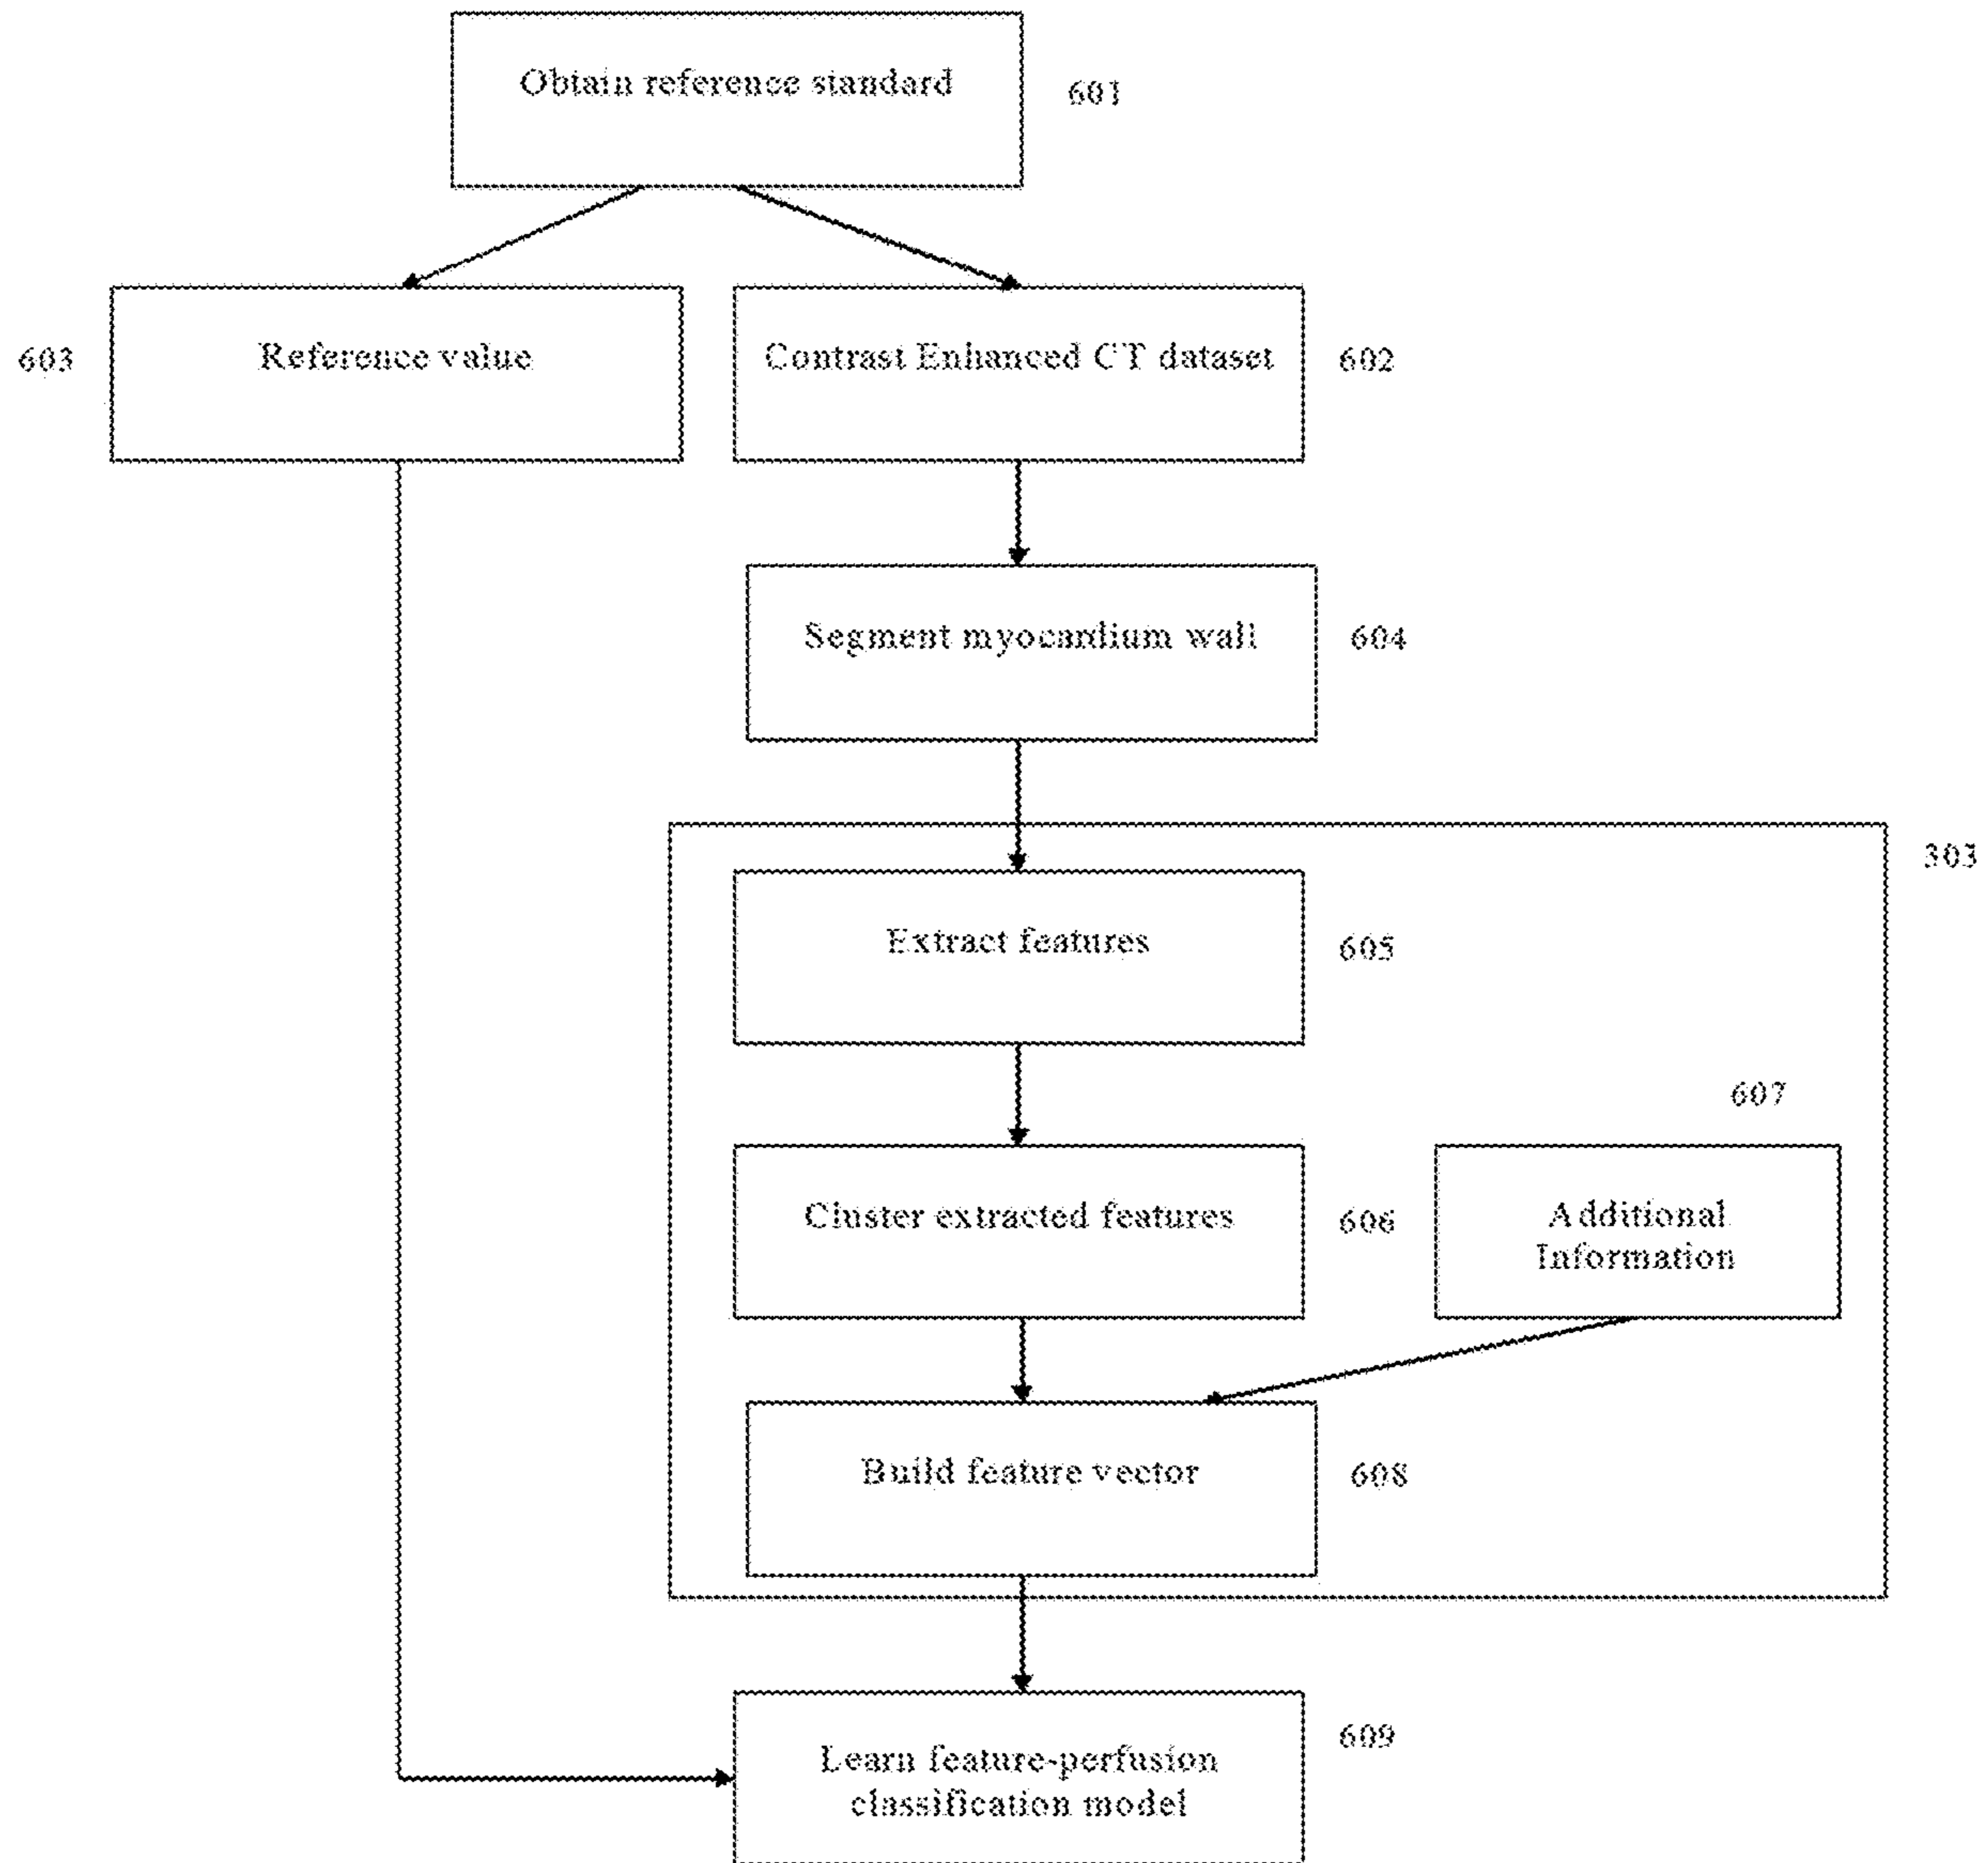 Obtain reference standard
601
603
Reference value
Contrast Enhanced CT dataset
602
Segment myocardium wall
604
303
Extract features
605
607
Cluster extracted features
606
Additional
Information
Build feature vector
608
609
Learn feature-perfusion
classification model